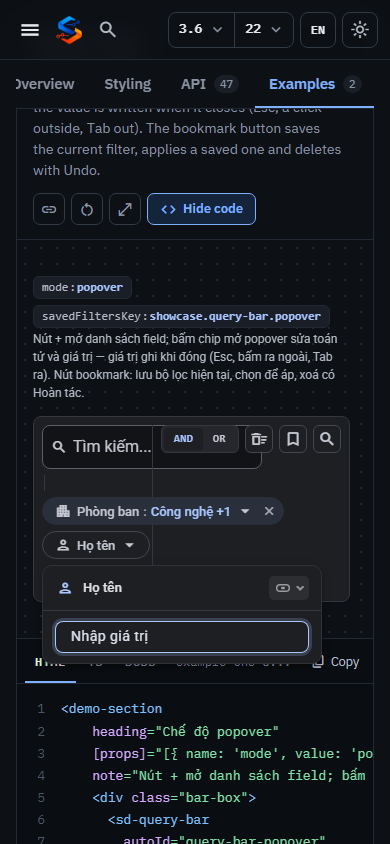 3.6
22
EN
Overview
Styling
API 47
Examples 2
the value is written when it closes (Esc, a click
outside, Tab out). The bookmark button saves
the current filter, applies a saved one and deletes
with Undo.
Hide code
mode:popover
savedFiltersKey:showcase.query-bar.popover
Nút + mở danh sách field; bấm chip mở popover sửa toán
tử và giá trị — giá trị ghi khi đóng (Esc, bấm ra ngoài, Tab
ra). Nút bookmark: lưu bộ lọc hiện tại, chọn để áp, xoá có
Hoàn tác.
Tìm kiếm...
AND
OR
Phòng ban : Công nghệ +1
Họ tên
Họ tên
Nhập giá trị
Copy
1 <demo-section
2 heading="Chế độ popover"
3 [props]="[{ name: 'mode', value: 'po
4 note="Nút + mở danh sách field; bấm
5 <div class="bar-box">
6 <sd-query-bar
7 autoId="query-bar-popover"